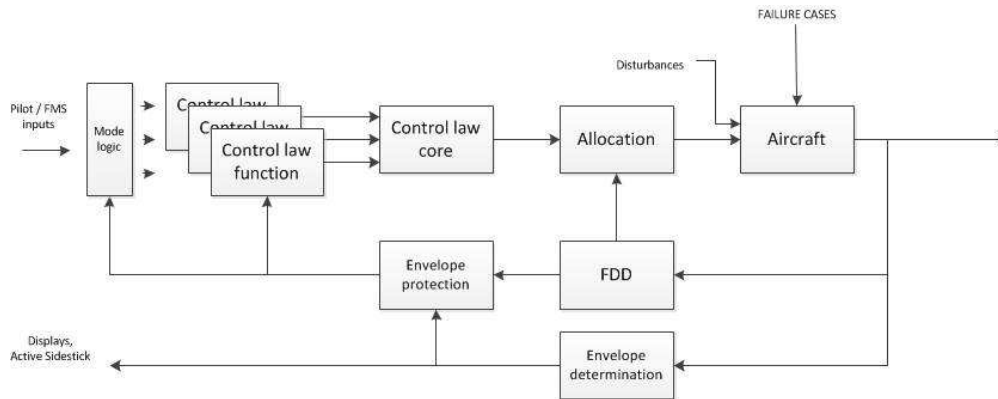 FAILURE CASES
Disturbances
Pilot / FMS
inputs
Mode
logic
Control law
Control law
Control law
function
Control law
core
Allocation
Aircraft
Envelope
protection
FDD
Displays,
Active Sidestick
Envelope
determination